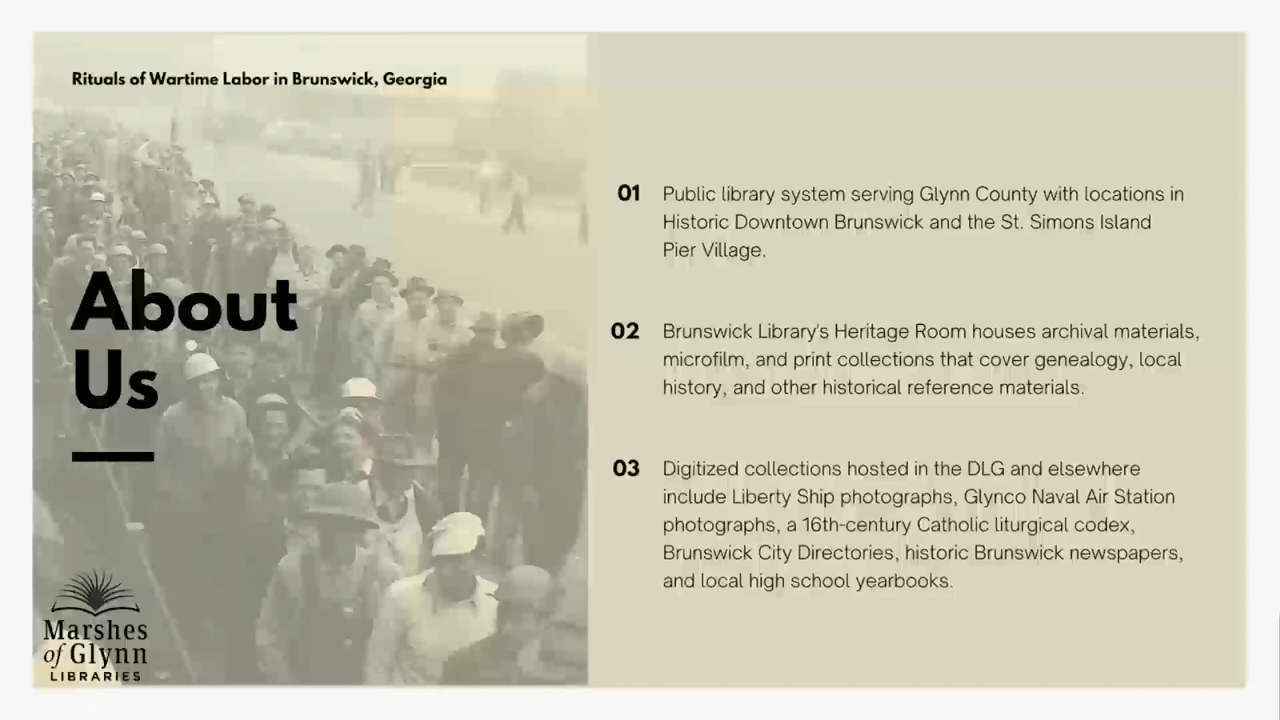 Rituals of Wartime Labor in Brunswick, Georgia
About
Us
Marshes
of Glynn
LIBRARIES
01 Public library system serving Glynn County with locations in
Historic Downtown Brunswick and the St. Simons Island
Pier Village.
02 Brunswick Library's Heritage Room houses archival materials,
microfilm, and print collections that cover genealogy, local
history, and other historical reference materials.
03 Digitized collections hosted in the DLG and elsewhere
include Liberty Ship photographs, Glynco Naval Air Station
photographs, a 16th-century Catholic liturgical codex,
Brunswick City Directories, historic Brunswick newspapers,
and local high school yearbooks.